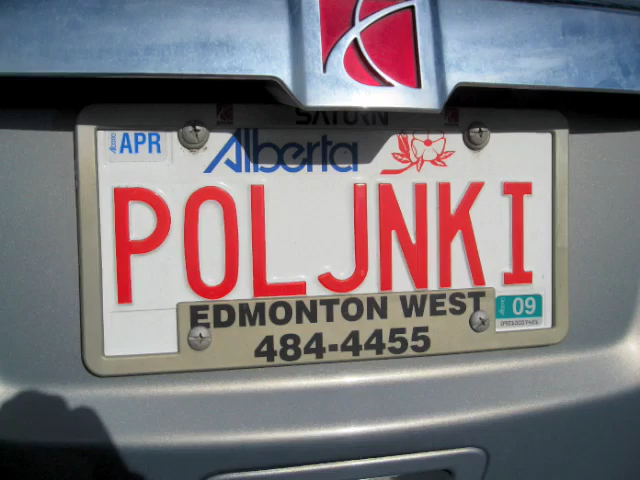 SATURN
APR
Alberta
POLJNKI
09
EDMONTON WEST
484-4455